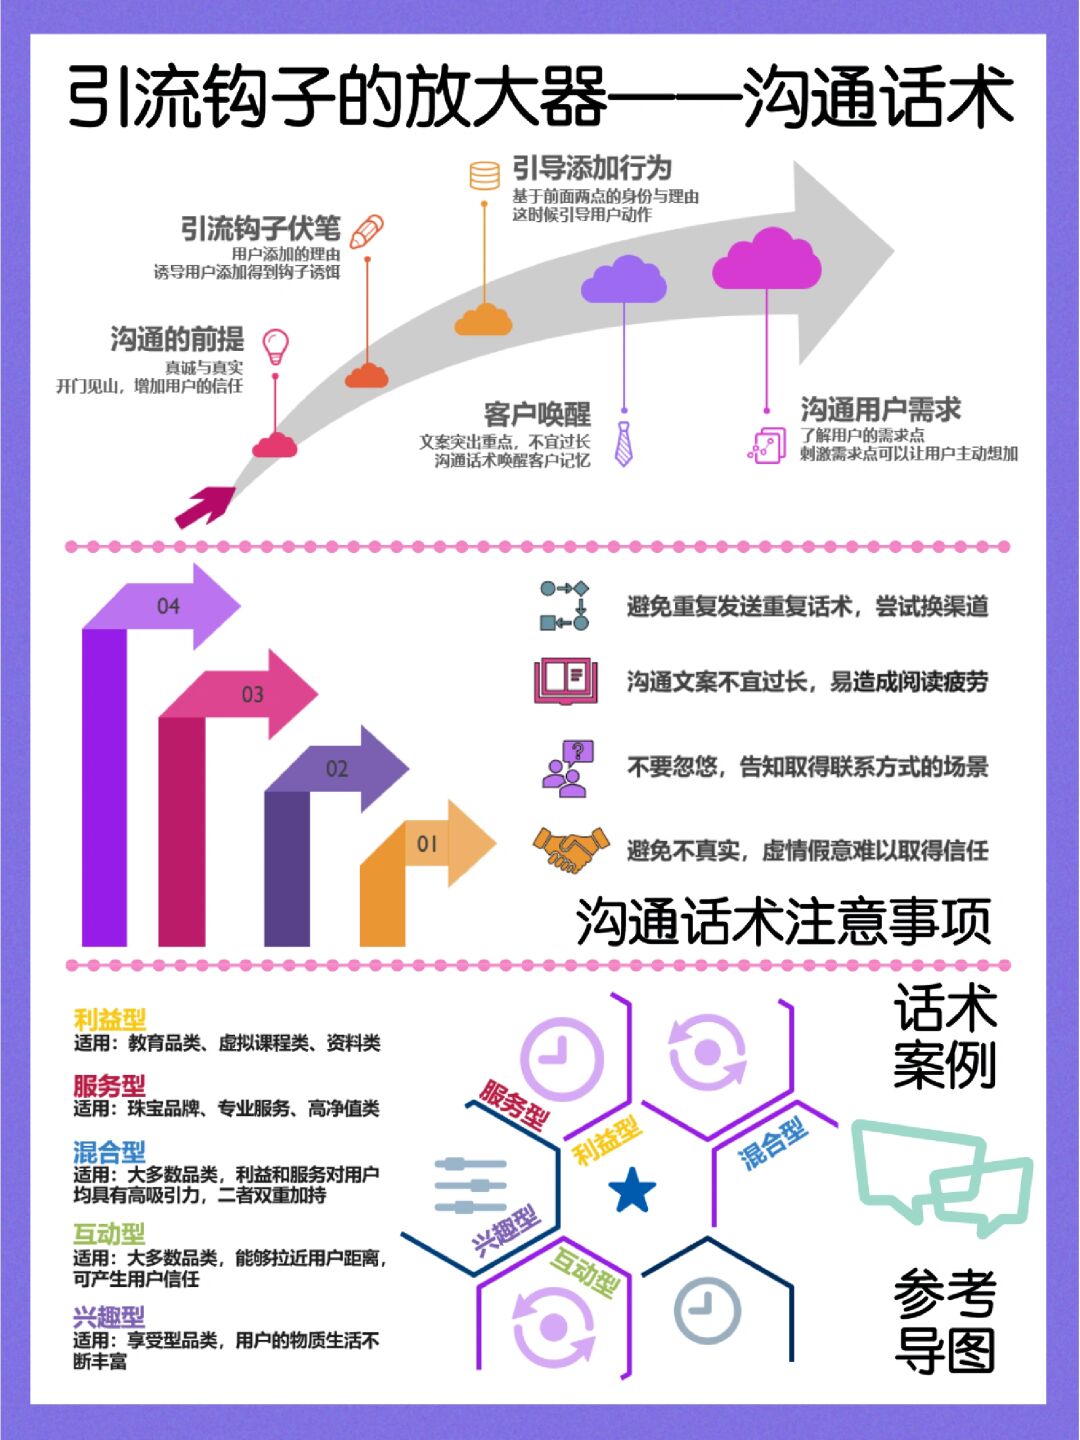 引流钩子的放大器——沟通话术
引导添加行为
基于前面两点的身份与理由
这时候引导用户动作
引流钩子伏笔
用户添加的理由
诱导用户添加得到钩子诱饵
沟通的前提
真诚与真实
开门见山，增加用户的信任
客户唤醒
文案突出重点，不宜过长
沟通话术唤醒客户记忆
沟通用户需求
了解用户的需求点
刺激需求点可以让用户主动想加
04
03
02
01
避免重复发送重复话术，尝试换渠道
沟通文案不宜过长，易造成阅读疲劳
不要忽悠，告知取得联系方式的场景
避免不真实，虚情假意难以取得信任
沟通话术注意事项
利益型
适用：教育品类、虚拟课程类、资料类
服务型
适用：珠宝品牌、专业服务、高净值类
混合型
适用：大多数品类，利益和服务对用户
均具有高吸引力，二者双重加持
互动型
适用：大多数品类，能够拉近用户距离，
可产生用户信任
兴趣型
适用：享受型品类，用户的物质生活不
断丰富
服务型
利益型
混合型
兴趣型
互动型
?
话术
案例
参考
导图